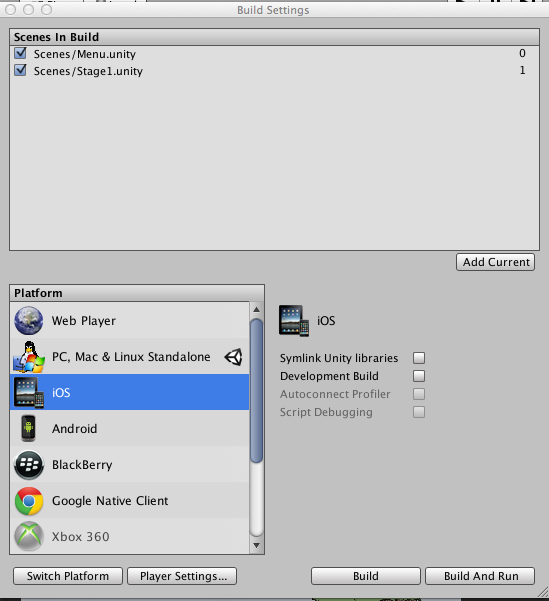 Build Settings
Scenes In Build
Scenes/Menu.unity 0
Scenes/Stage1.unity 1
Add Current
Platform
Web Player
PC, Mac & Linux Standalone
iOS
Android
BlackBerry
Google Native Client
Xbox 360
iOS
Symlink Unity libraries
Development Build
Autoconnect Profiler
Script Debugging
Switch Platform
Player Settings...
Build
Build And Run